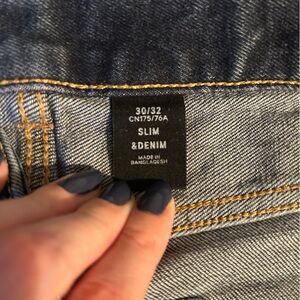 30/32
CN175/76A
SLIM
&DENIM
MADE IN
BANGLADESH